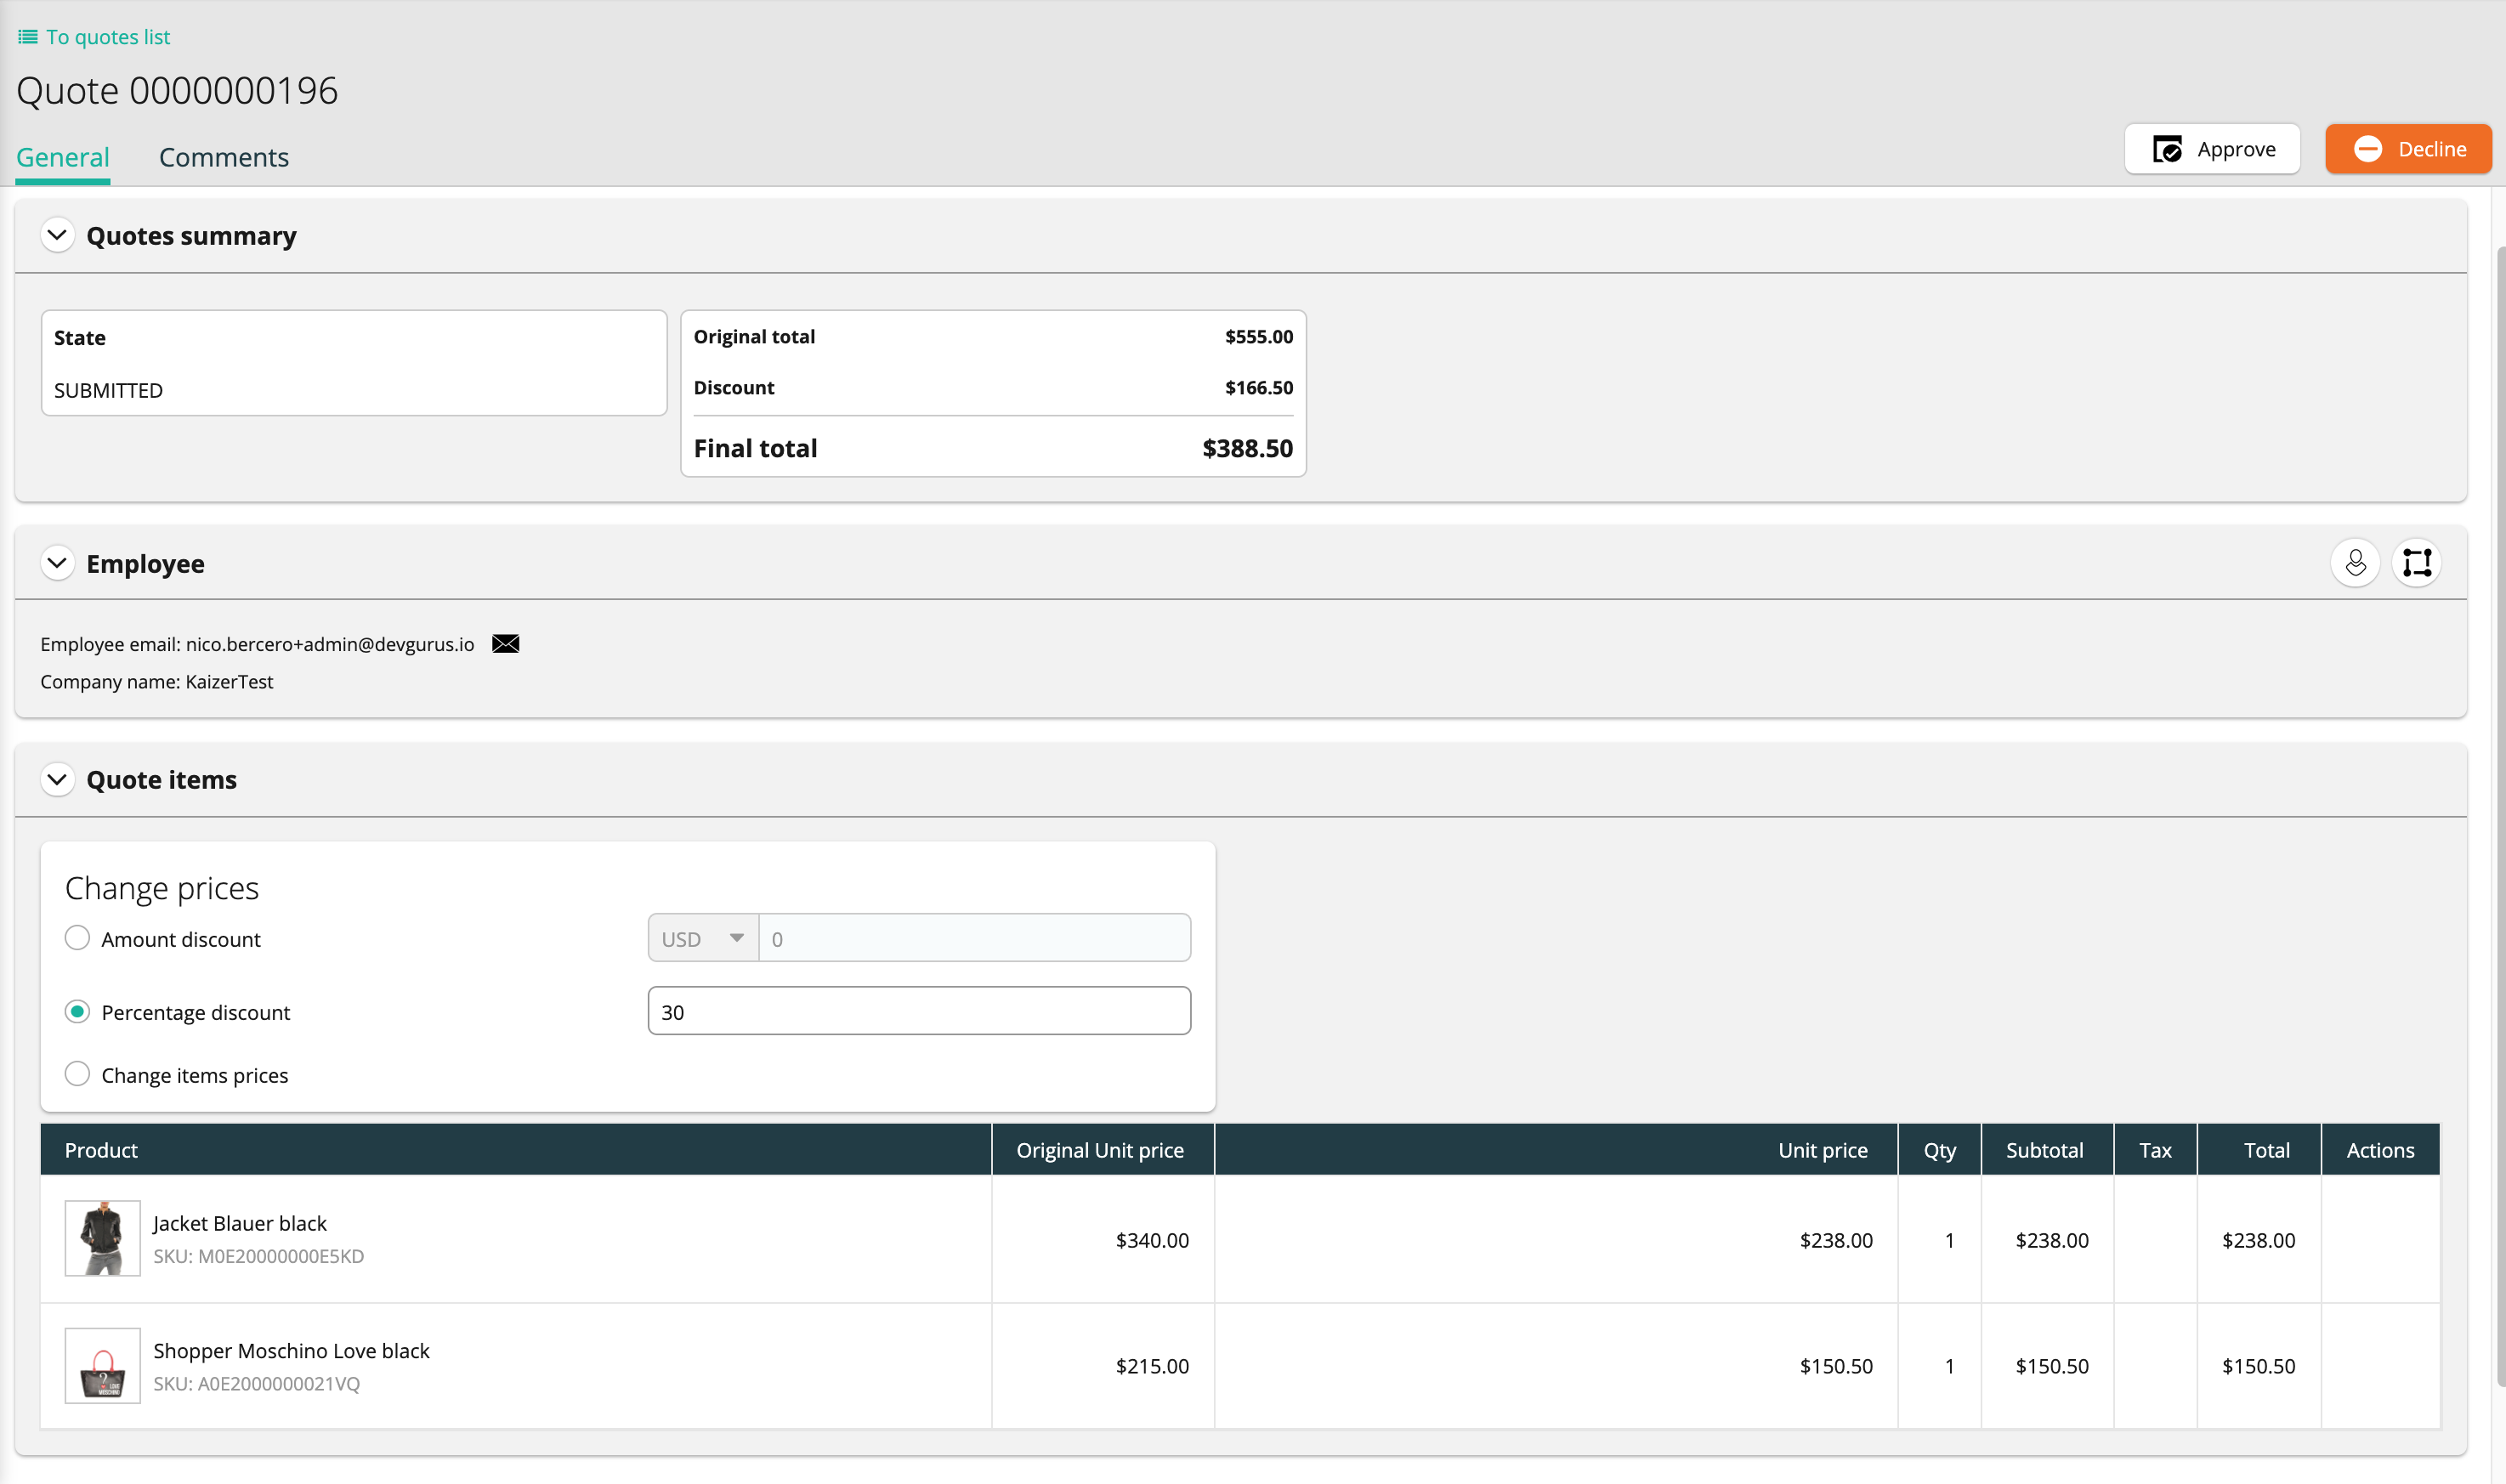 To quotes list
Quote 0000000196
General Comments
Approve Decline
Quotes summary
State
SUBMITTED
Original total $555.00
Discount $166.50
Final total $388.50
Employee
Employee email: nico.bercero+admin@devgurus.io
Company name: KaizerTest
Quote items
Change prices
Amount discount USD 0
Percentage discount 30
Change items prices
Product Original Unit price Unit price Qty Subtotal Tax Total Actions
Jacket Blauer black
SKU: M0E20000000E5KD
$340.00 $238.00 1 $238.00 $238.00
Shopper Moschino Love black
SKU: A0E2000000021VQ
$215.00 $150.50 1 $150.50 $150.50